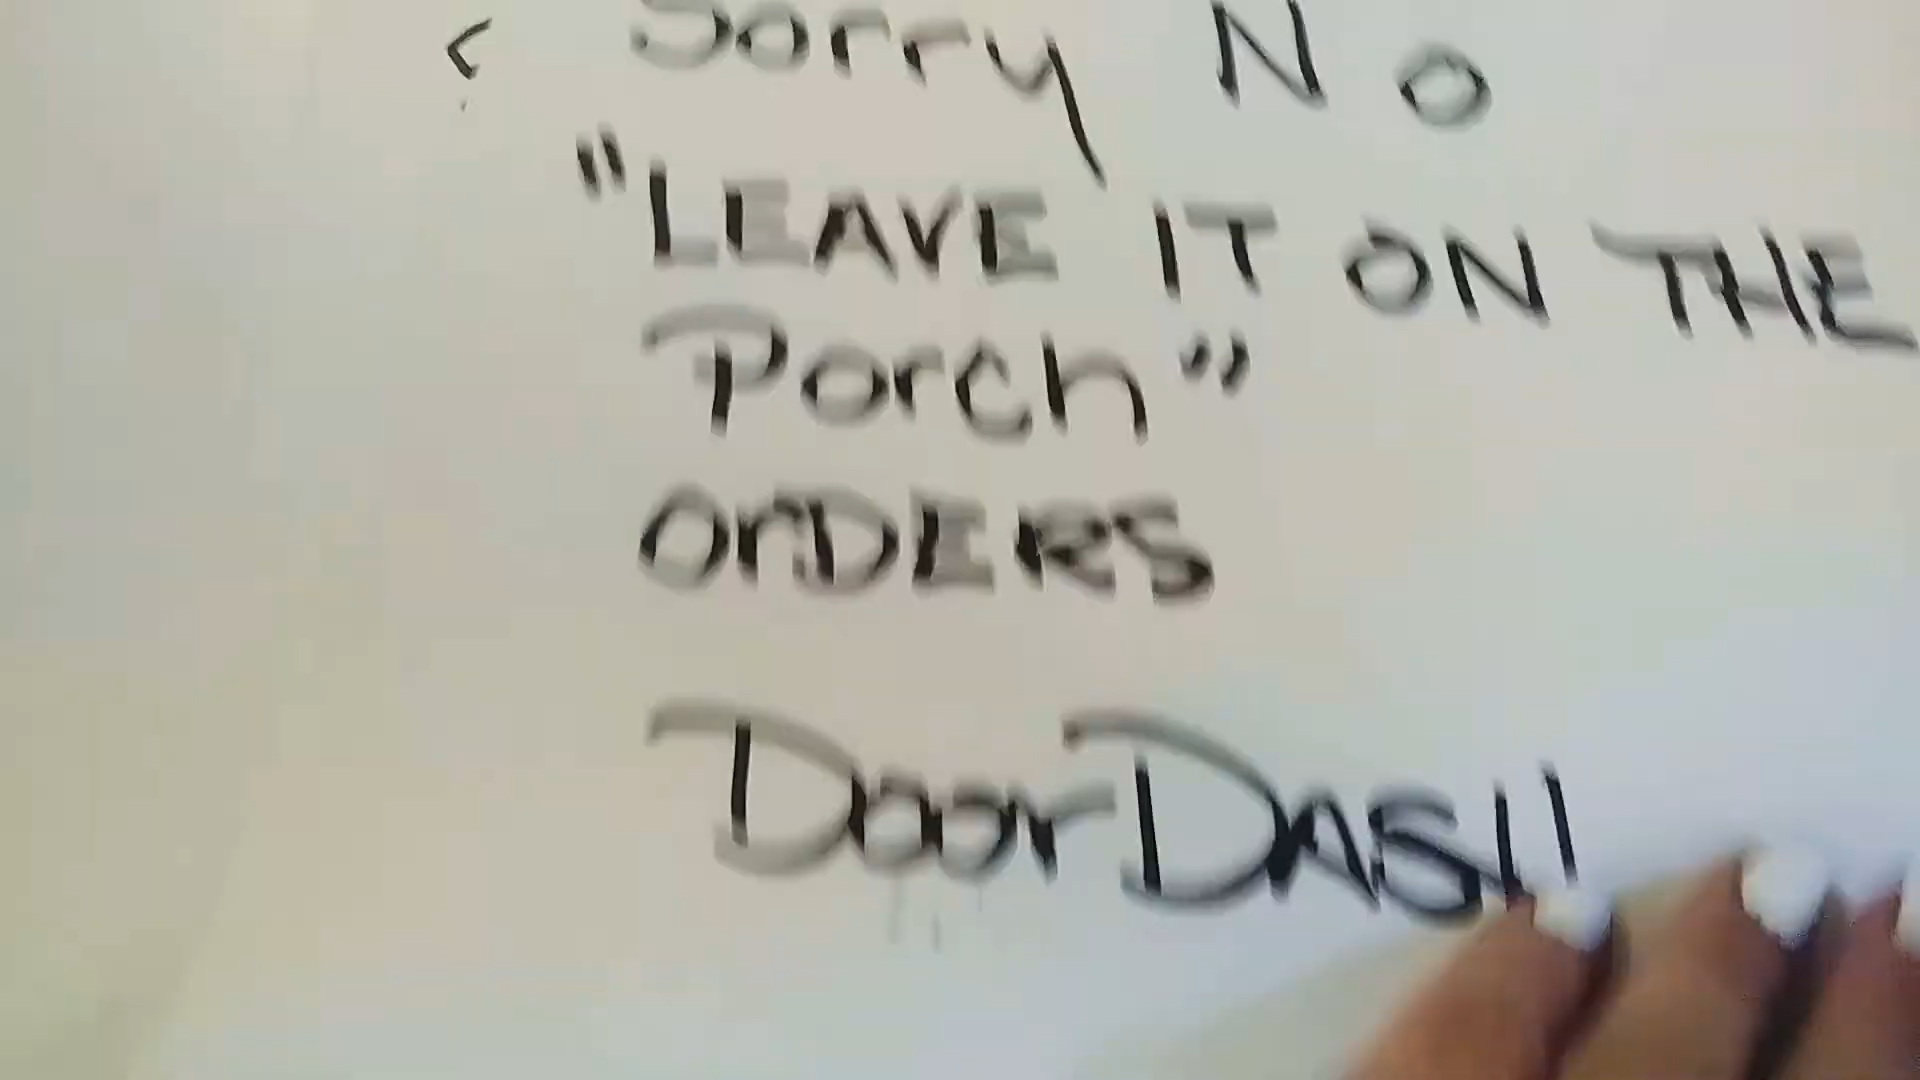 Sorry No
"LEAVE IT ON THE
Porch"
OrDERS
DoorDASH